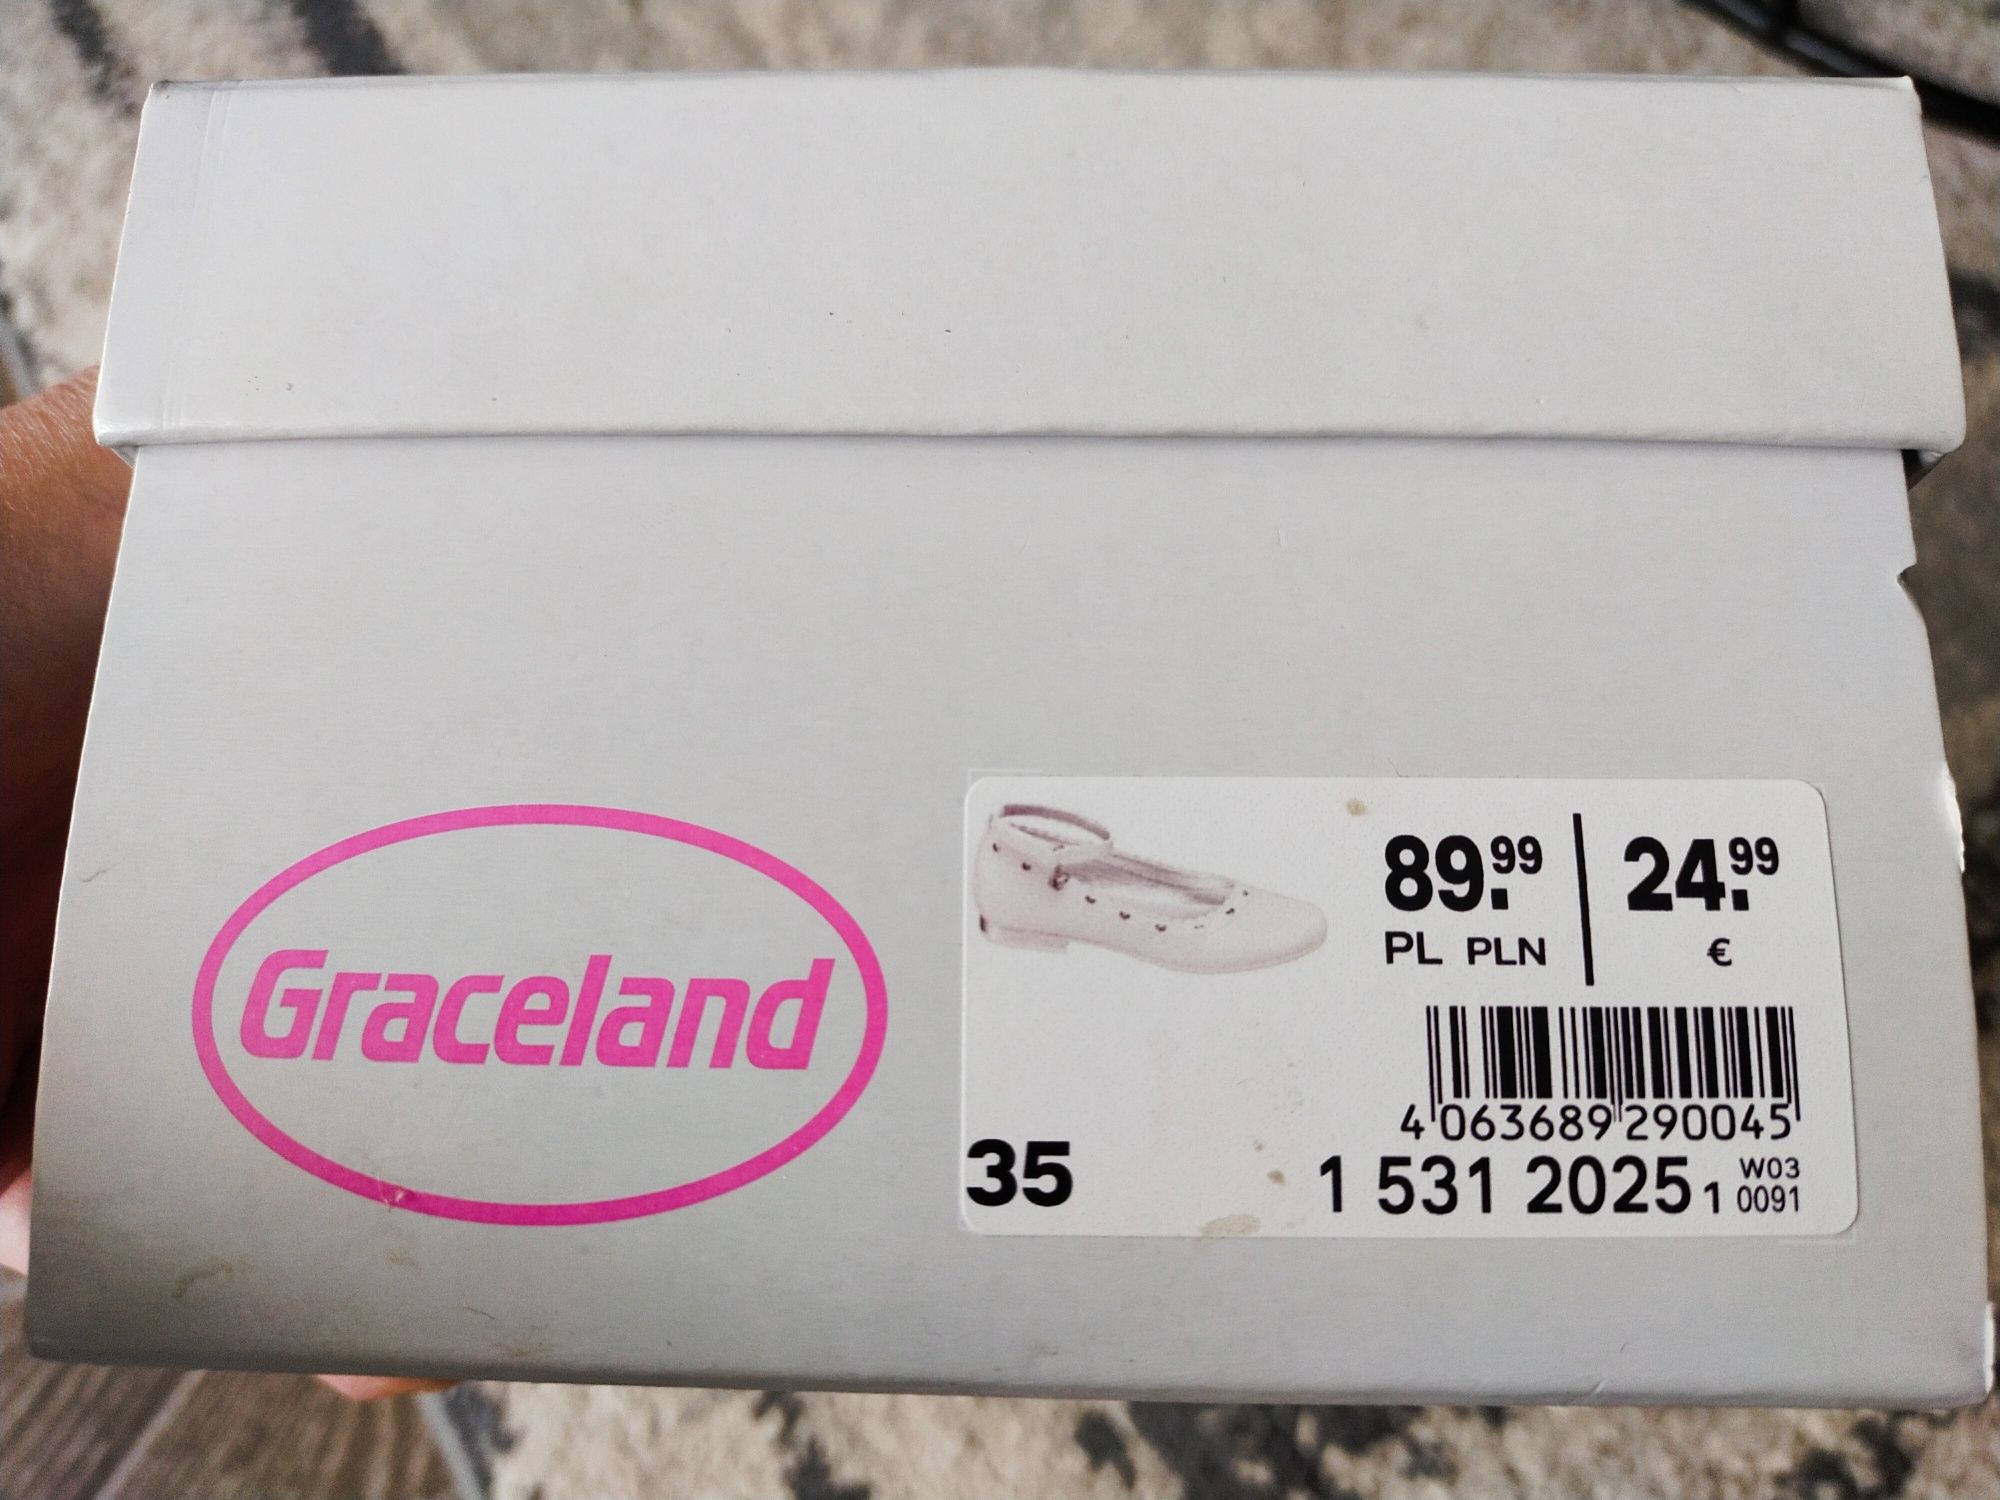 Graceland
89.99 24.99
PL PLN €
4 063689 290045
35
1 531 2025 1 W03
0091